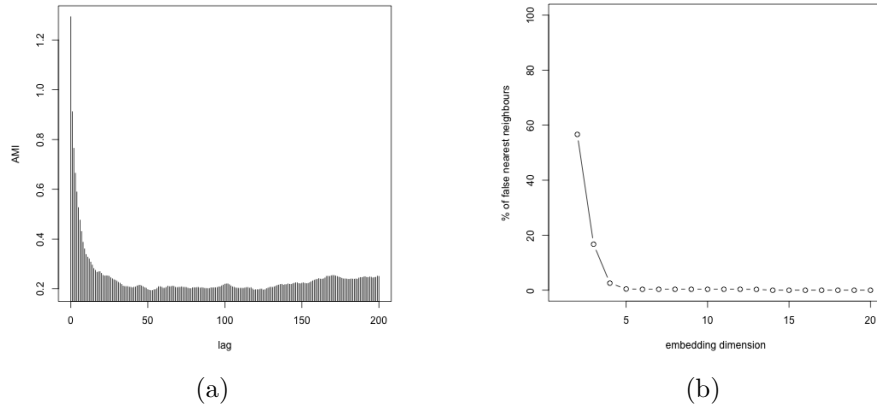 1.2
1.0
0.8
0.6
0.4
0.2
AMI
0 50 100 150 200
lag
(a)
100
80
60
40
20
0
% of false nearest neighbours
5 10 15 20
embedding dimension
(b)